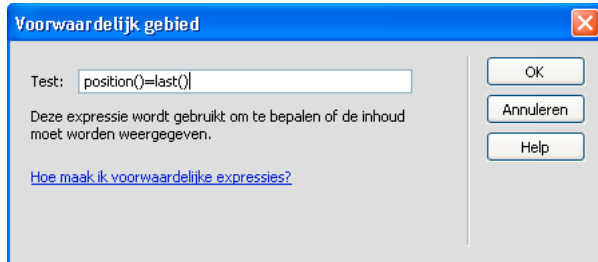 Voorwaardelijk gebied
Test: position()=last()
OK
Deze expressie wordt gebruikt om te bepalen of de inhoud
moet worden weergegeven.
Annuleren
Help
Hoe maak ik voorwaardelijke expressies?